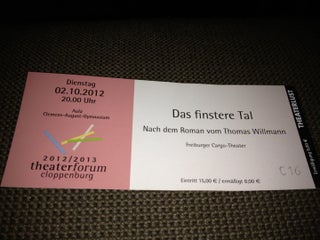 Dienstag
02.10.2012
20.00 Uhr
Aula
Clemens-August-Gymnasium
2012/2013
theaterforum
cloppenburg
Das finstere Tal
Nach dem Roman vom Thomas Willmann
Freiburger Cargo-Theater
Eintritt 15,00 € / ermäßigt 8,00 €
C16
THEATERLUST